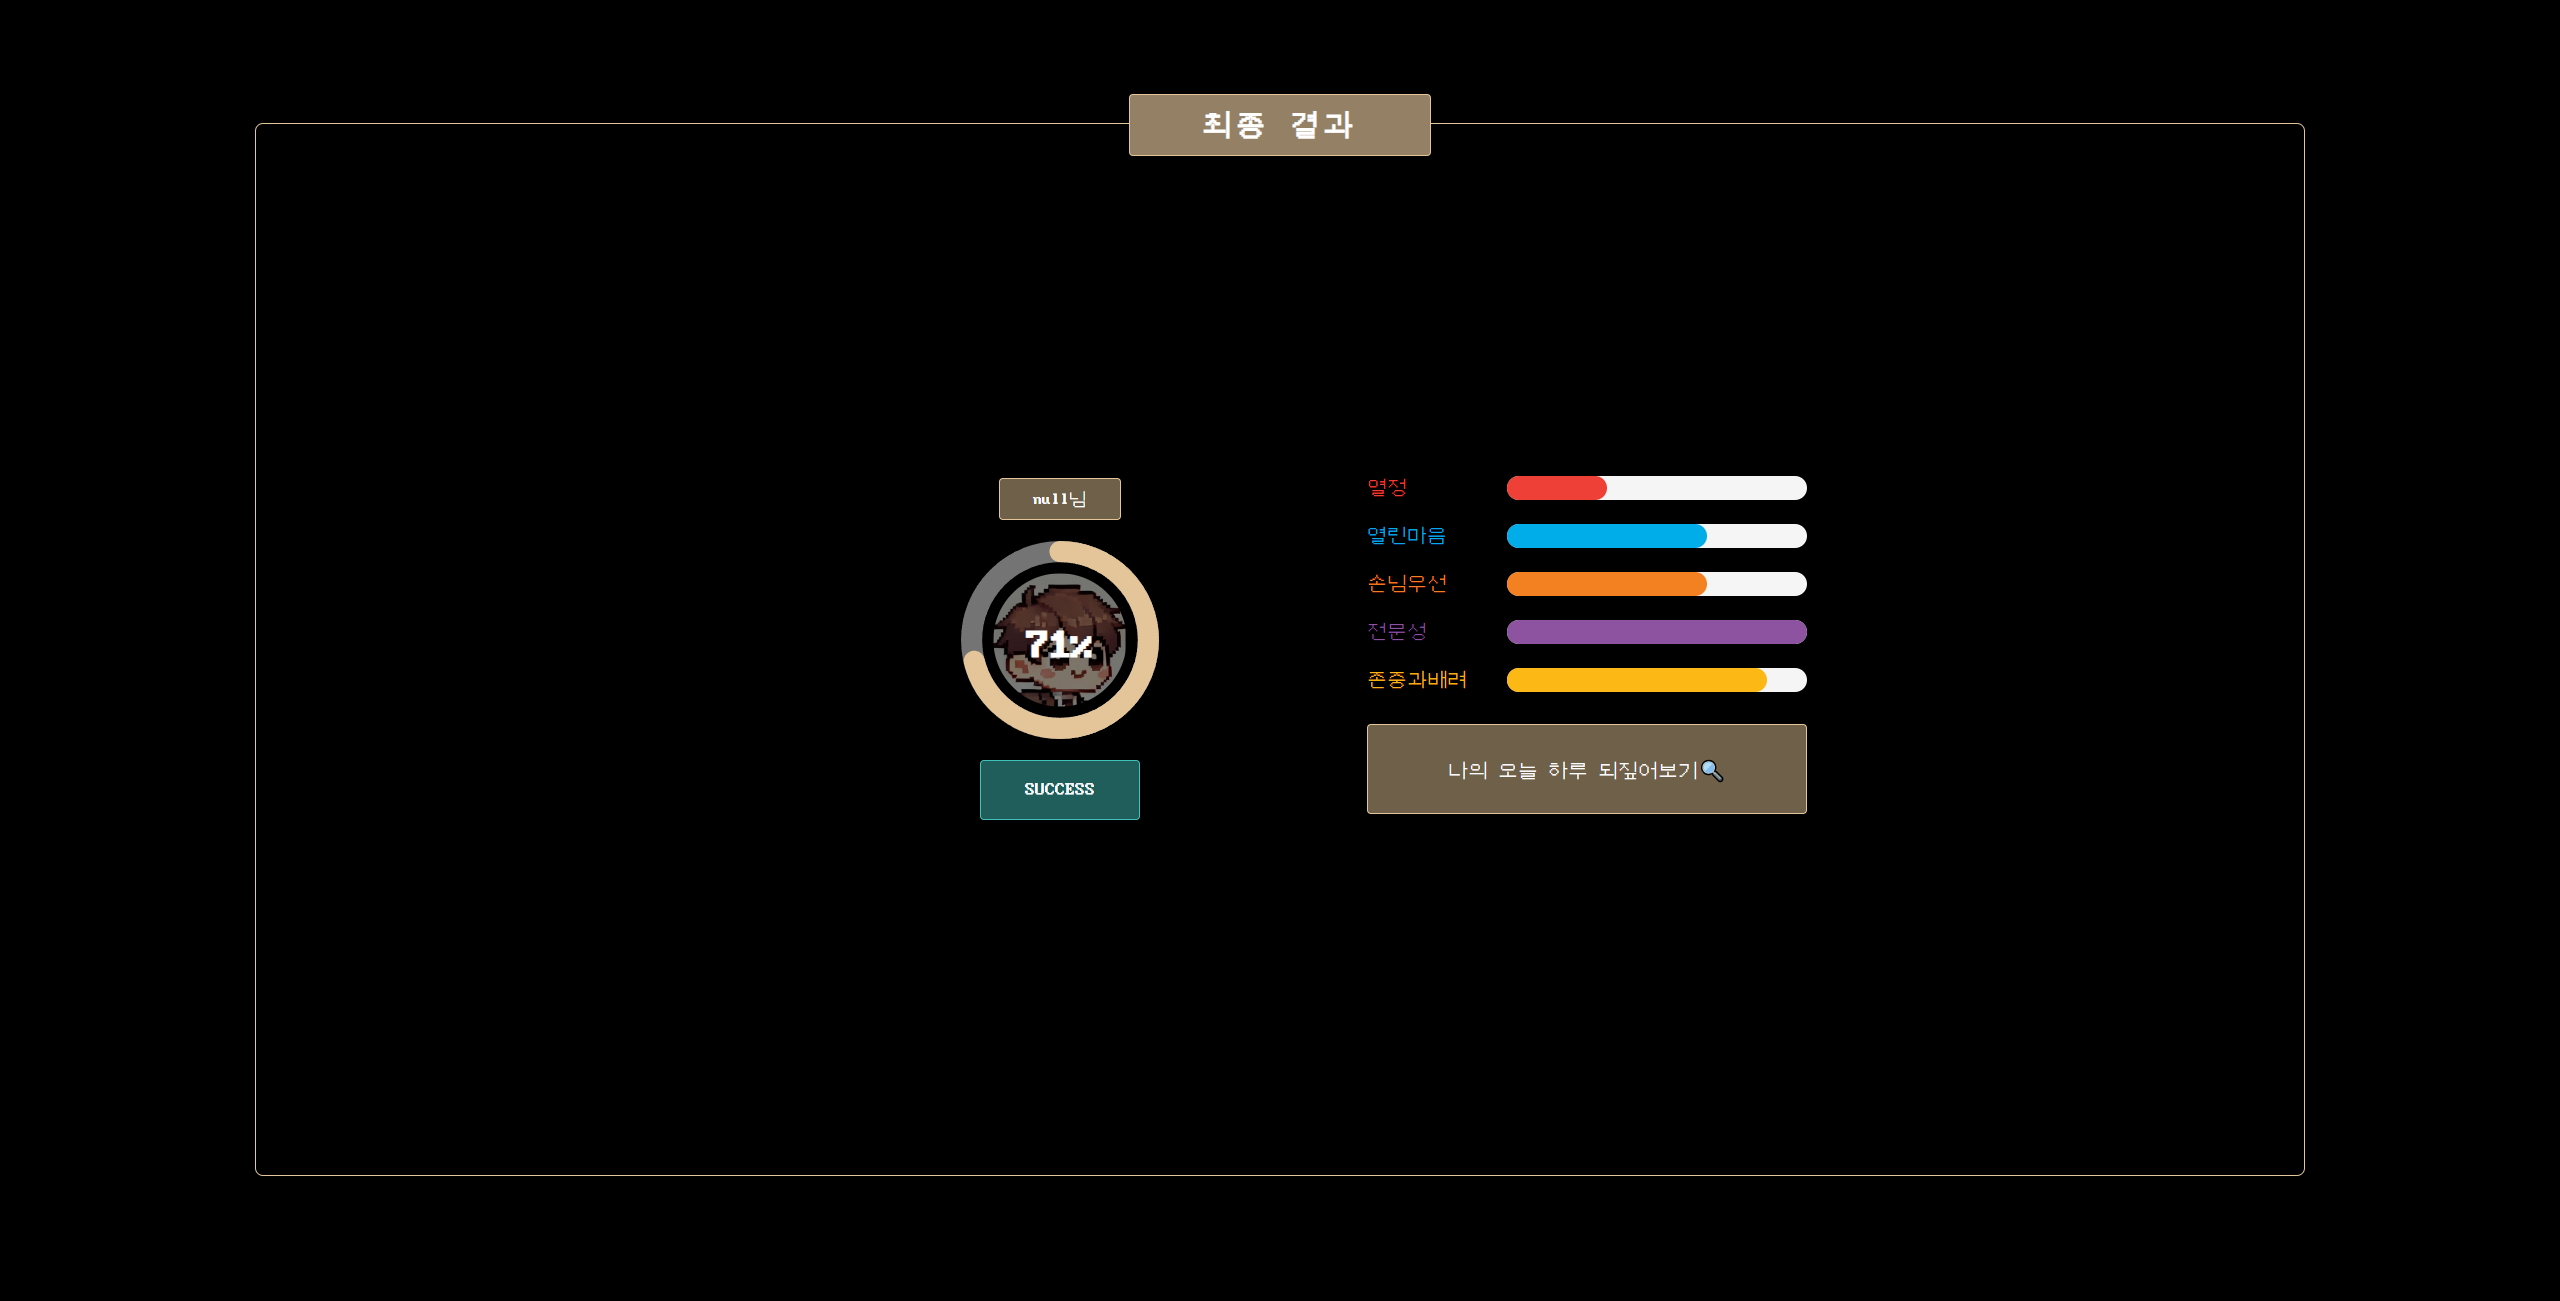 최종 결과
null님
71%
SUCCESS
열정
열린마음
손님우선
전문성
존중과배려
나의 오늘 하루 되짚어보기🔍